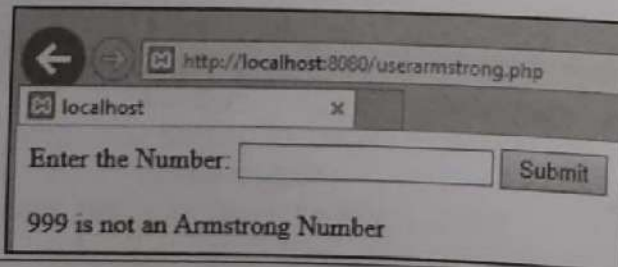 http://localhost:8080/userarmstrong.php
localhost
Enter the Number: Submit
999 is not an Armstrong Number